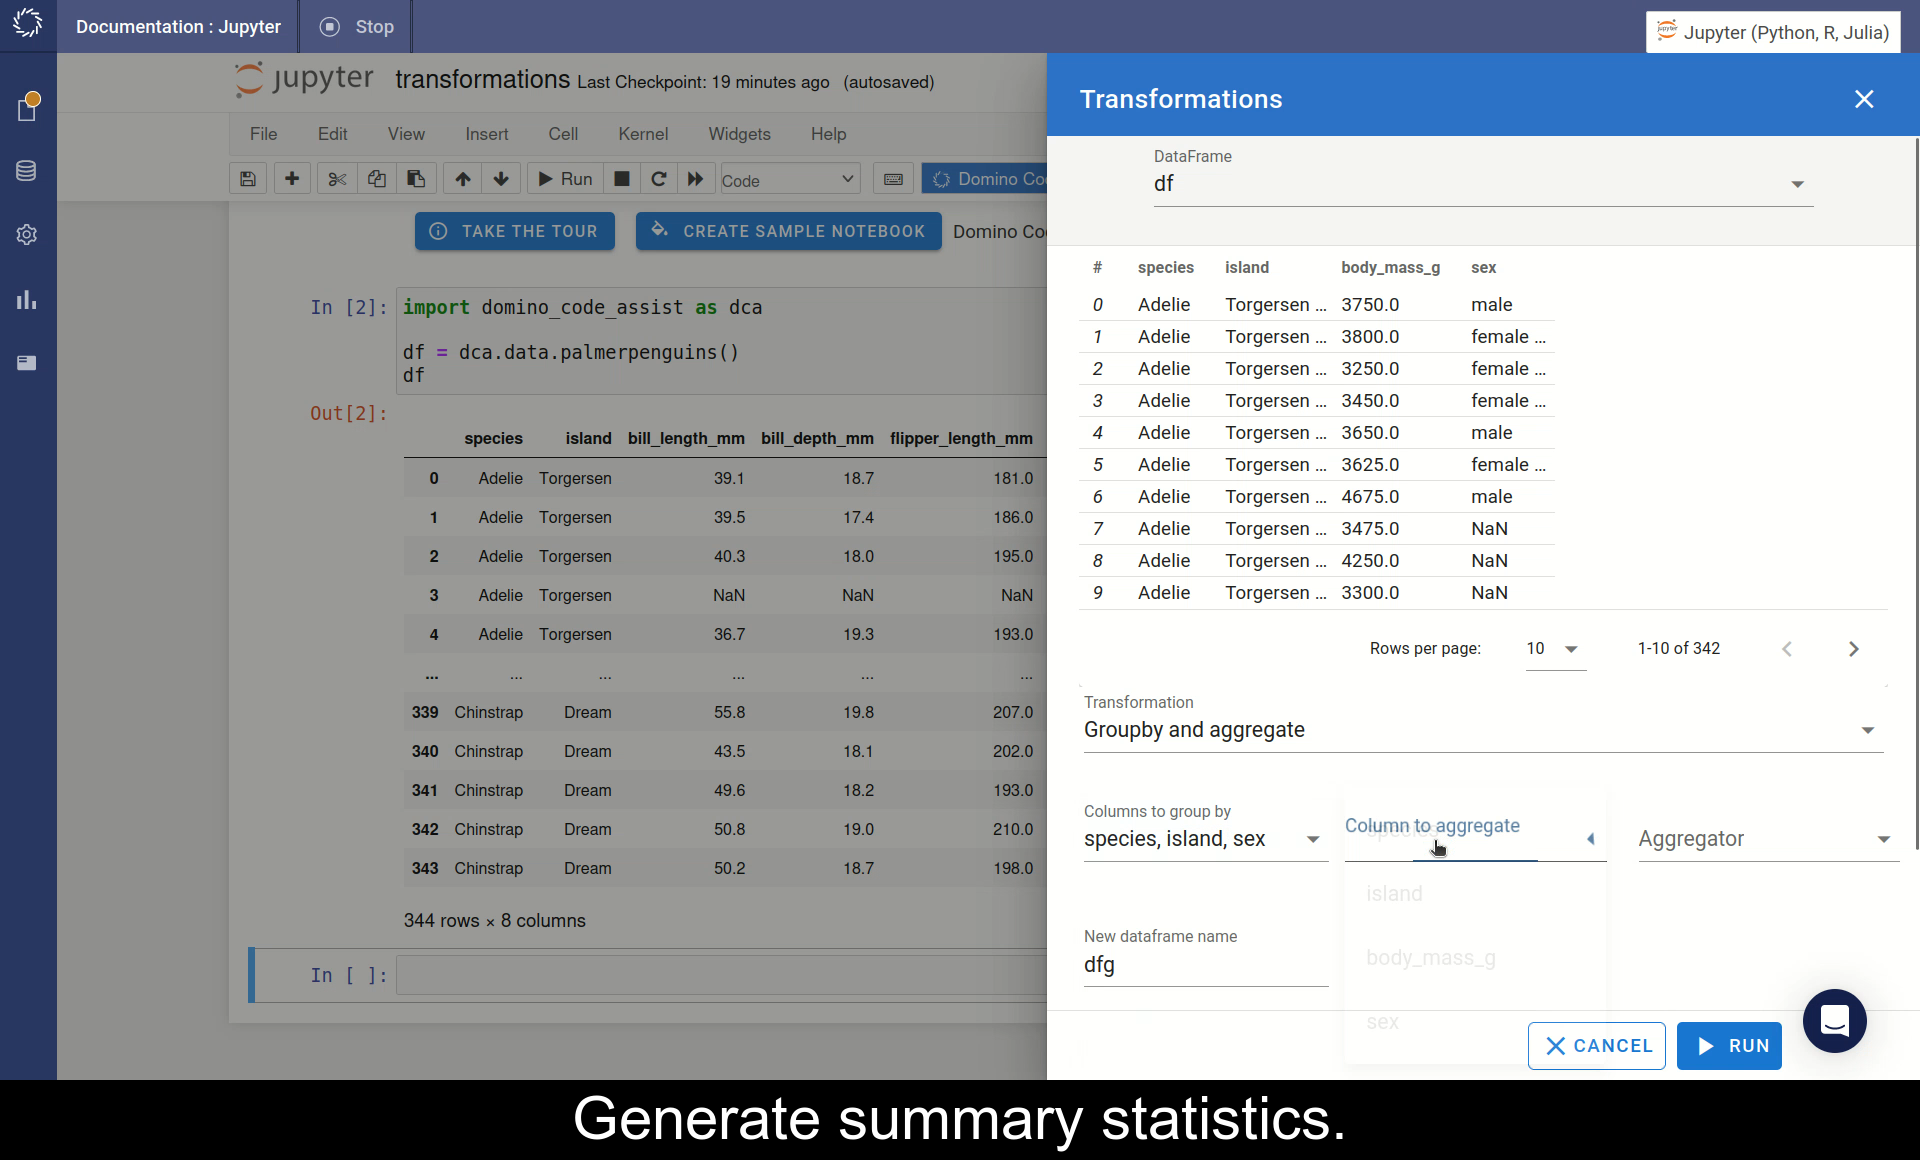 Documentation : Jupyter
Stop
Jupyter (Python, R, Julia)
jupyter transformations Last Checkpoint: 19 minutes ago (autosaved)
File Edit View Insert Cell Kernel Widgets Help
Run Code Domino Co
TAKE THE TOUR CREATE SAMPLE NOTEBOOK Domino Co
In [2]: import domino_code_assist as dca
df = dca.data.palmerpenguins()
df
Out[2]:
species island bill_length_mm bill_depth_mm flipper_length_mm
0 Adelie Torgersen 39.1 18.7 181.0
1 Adelie Torgersen 39.5 17.4 186.0
2 Adelie Torgersen 40.3 18.0 195.0
3 Adelie Torgersen NaN NaN NaN
4 Adelie Torgersen 36.7 19.3 193.0
... ... ... ... ... ...
339 Chinstrap Dream 55.8 19.8 207.0
340 Chinstrap Dream 43.5 18.1 202.0
341 Chinstrap Dream 49.6 18.2 193.0
342 Chinstrap Dream 50.8 19.0 210.0
343 Chinstrap Dream 50.2 18.7 198.0
344 rows × 8 columns
In [ ]:
Transformations
DataFrame
df
# species island body_mass_g sex
0 Adelie Torgersen ... 3750.0 male
1 Adelie Torgersen ... 3800.0 female ...
2 Adelie Torgersen ... 3250.0 female ...
3 Adelie Torgersen ... 3450.0 female ...
4 Adelie Torgersen ... 3650.0 male
5 Adelie Torgersen ... 3625.0 female ...
6 Adelie Torgersen ... 4675.0 male
7 Adelie Torgersen ... 3475.0 NaN
8 Adelie Torgersen ... 4250.0 NaN
9 Adelie Torgersen ... 3300.0 NaN
Rows per page: 10 1-10 of 342
Transformation
Groupby and aggregate
Columns to group by
species, island, sex
Column to aggregate
species
island
body_mass_g
sex
Aggregator
New dataframe name
dfg
CANCEL RUN
Generate summary statistics.